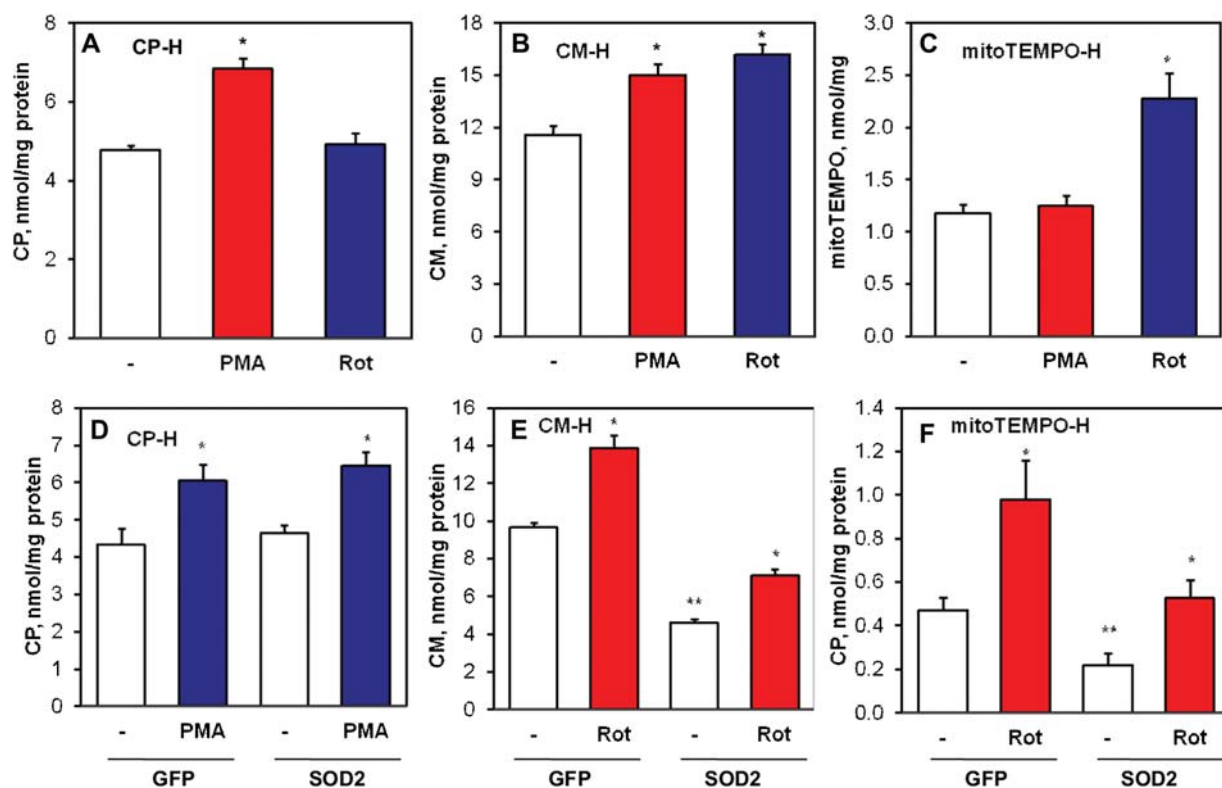 A CP-H
CP, nmol/mg protein
8
6
4
2
0
*
- PMA Rot
B CM-H
CM, nmol/mg protein
18
15
12
9
6
3
0
* *
- PMA Rot
C mitoTEMPO-H
mitoTEMPO, nmol/mg
3.0
2.5
2.0
1.5
1.0
0.5
0.0
*
- PMA Rot
D CP-H
CP, nmol/mg protein
8
7
6
5
4
3
2
1
0
* *
- PMA - PMA
GFP SOD2
E CM-H
CM, nmol/mg protein
16
14
12
10
8
6
4
2
0
* ** *
- Rot - Rot
GFP SOD2
F mitoTEMPO-H
CP, nmol/mg protein
1.4
1.2
1.0
0.8
0.6
0.4
0.2
0.0
* ** *
- Rot - Rot
GFP SOD2